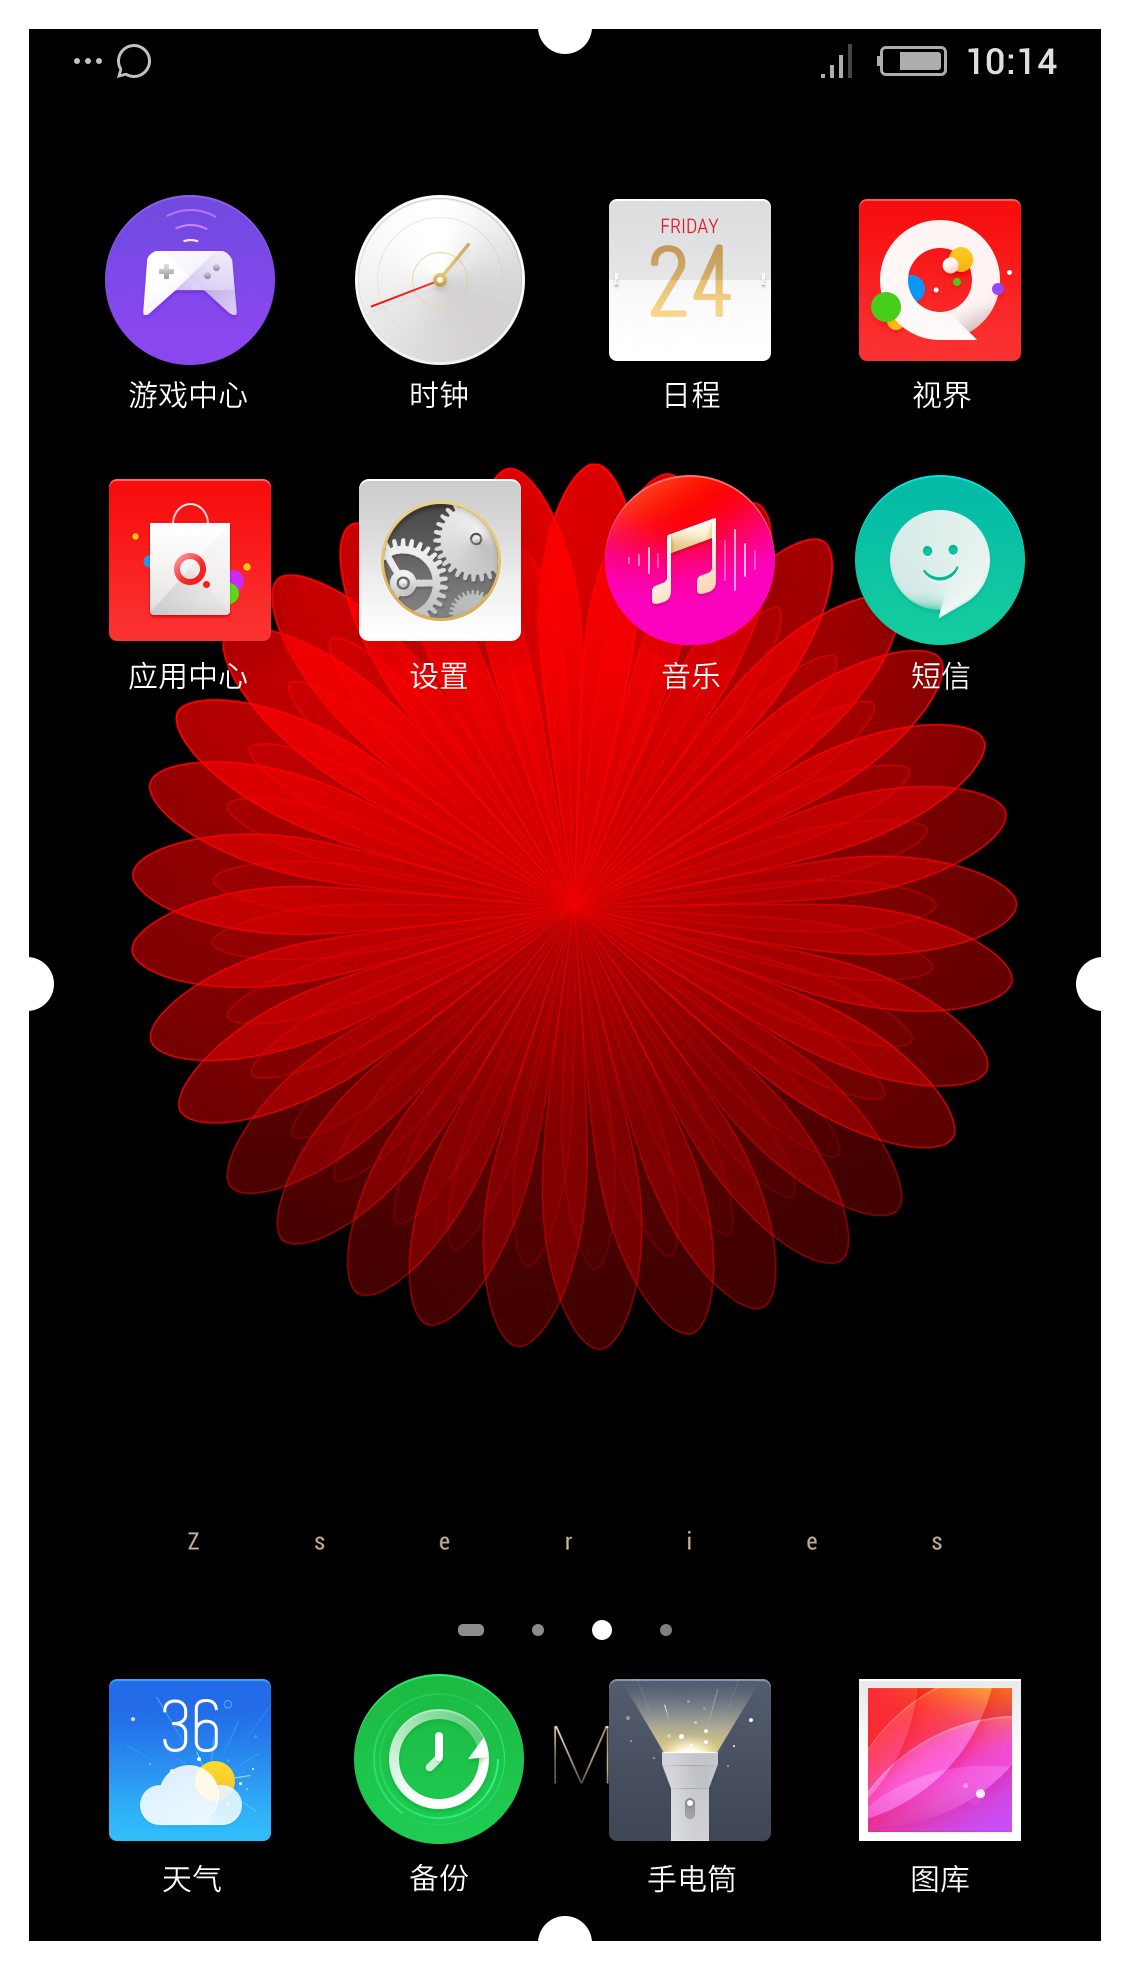 10:14
FRIDAY
24
游戏中心 时钟 日程 视界
应用中心 设置 音乐 短信
Z s e r i e s
36°
M
天气 备份 手电筒 图库